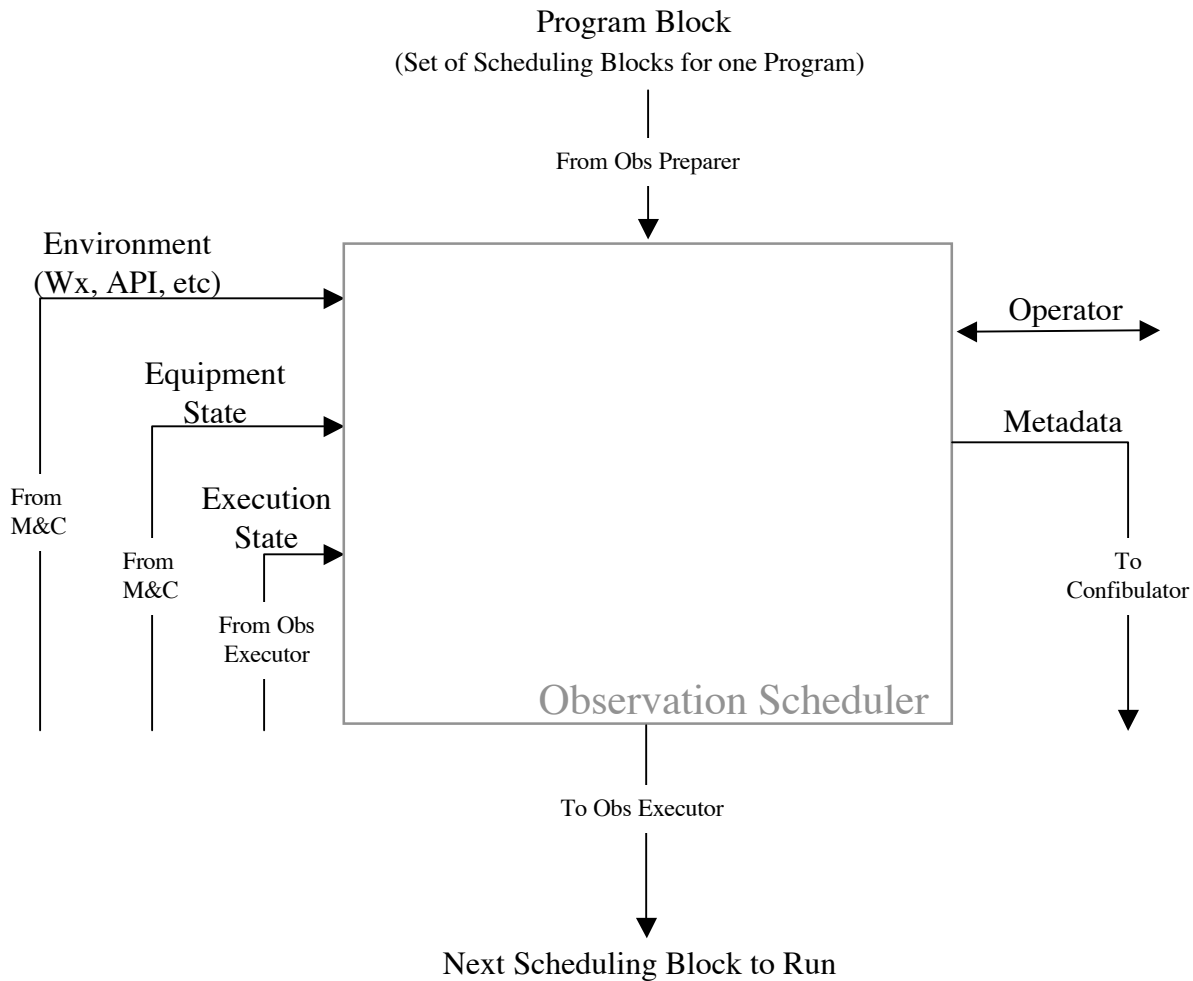 Program Block
(Set of Scheduling Blocks for one Program)
From Obs Preparer
Environment
(Wx, API, etc)
Equipment
State
Execution
State
From
M&C
From
M&C
From Obs
Executor
Operator
Metadata
To
Confibulator
Observation Scheduler
To Obs Executor
Next Scheduling Block to Run